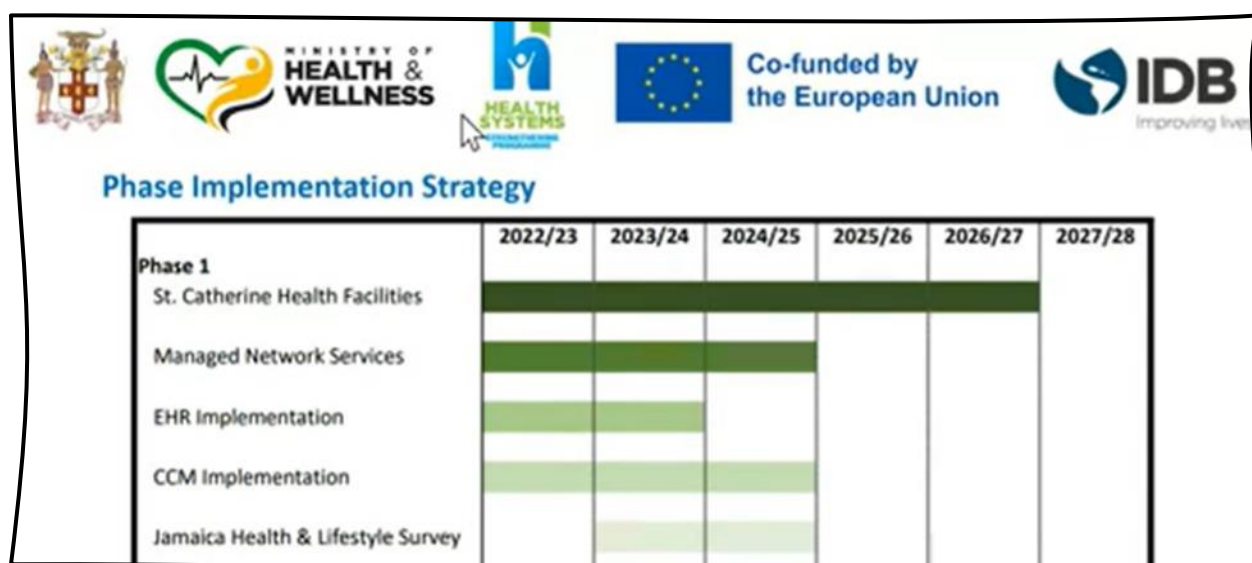 MINISTRY OF
HEALTH &
WELLNESS
HEALTH
SYSTEMS
STRENGTHENING
PROGRAMME
Co-funded by
the European Union
IDB
Improving lives
Phase Implementation Strategy
2022/23 2023/24 2024/25 2025/26 2026/27 2027/28
Phase 1
St. Catherine Health Facilities
Managed Network Services
EHR Implementation
CCM Implementation
Jamaica Health & Lifestyle Survey